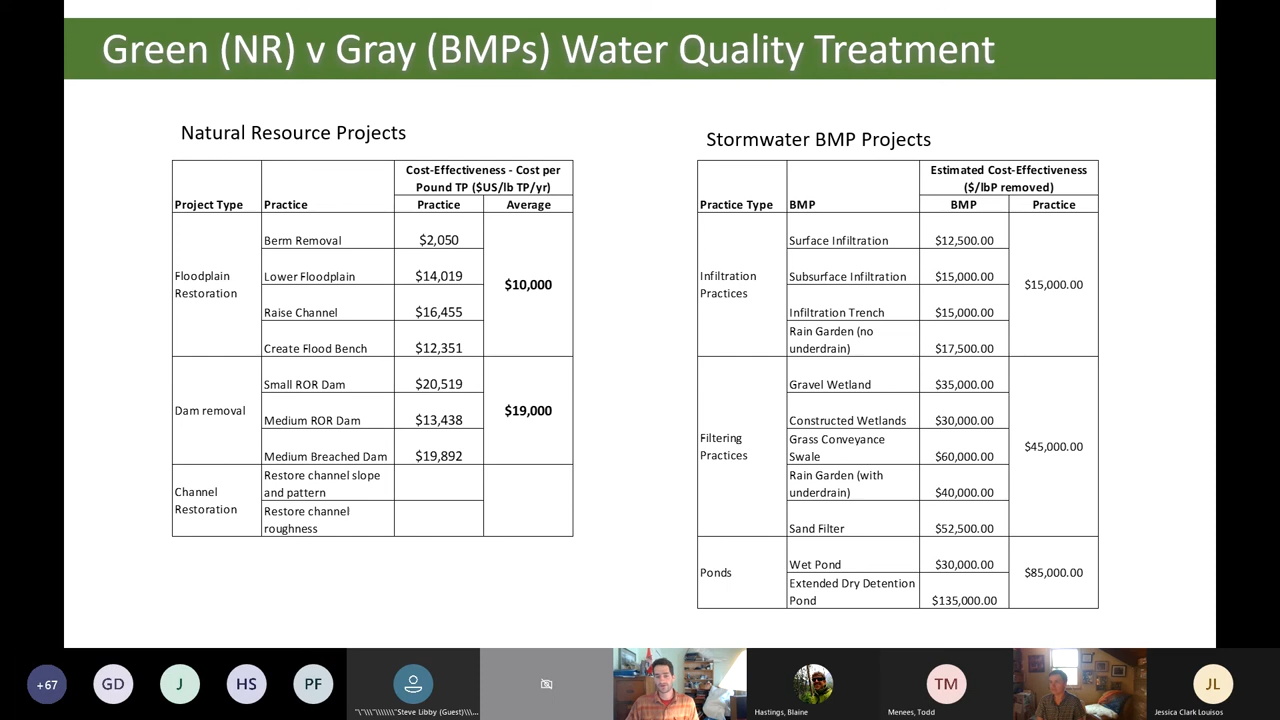 Green (NR) v Gray (BMPs) Water Quality Treatment
Natural Resource Projects
Cost-Effectiveness - Cost per
Pound TP ($US/lb TP/yr)
Project Type Practice Practice Average
Floodplain
Restoration
Berm Removal $2,050
Lower Floodplain $14,019
Raise Channel $16,455
Create Flood Bench $12,351
$10,000
Dam removal
Small ROR Dam $20,519
Medium ROR Dam $13,438
Medium Breached Dam $19,892
$19,000
Channel
Restoration
Restore channel slope
and pattern
Restore channel
roughness
Stormwater BMP Projects
Estimated Cost-Effectiveness
($/lbP removed)
Practice Type BMP BMP Practice
Infiltration
Practices
Surface Infiltration $12,500.00
Subsurface Infiltration $15,000.00
Infiltration Trench $15,000.00
Rain Garden (no
underdrain) $17,500.00
$15,000.00
Filtering
Practices
Gravel Wetland $35,000.00
Constructed Wetlands $30,000.00
Grass Conveyance
Swale $60,000.00
Rain Garden (with
underdrain) $40,000.00
Sand Filter $52,500.00
$45,000.00
Ponds
Wet Pond $30,000.00
Extended Dry Detention
Pond $135,000.00
$85,000.00
+67 GD J HS PF TM JL
"\"\\"\\\\\\\"Steve Libby (Guest)\\\...
Hastings, Blaine
Menees, Todd
Jessica Clark Louisos